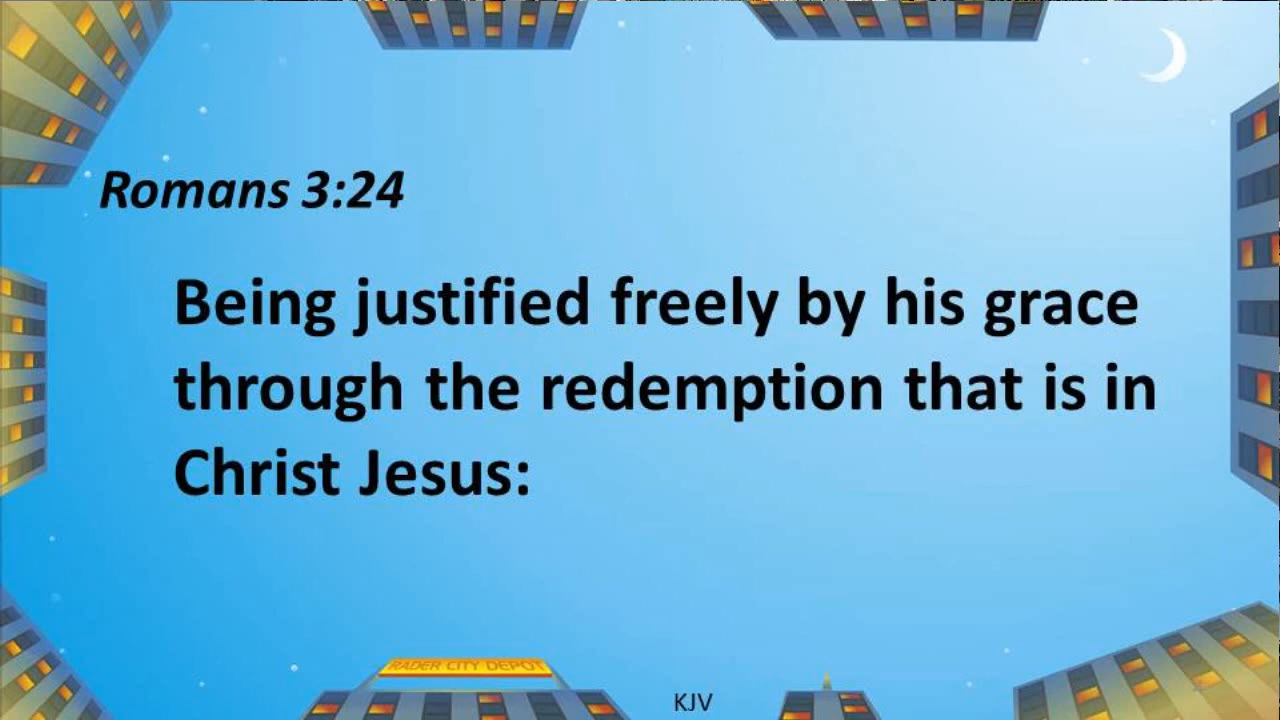 Romans 3:24
Being justified freely by his grace
through the redemption that is in
Christ Jesus:
RADER CITY DEPOT
KJV